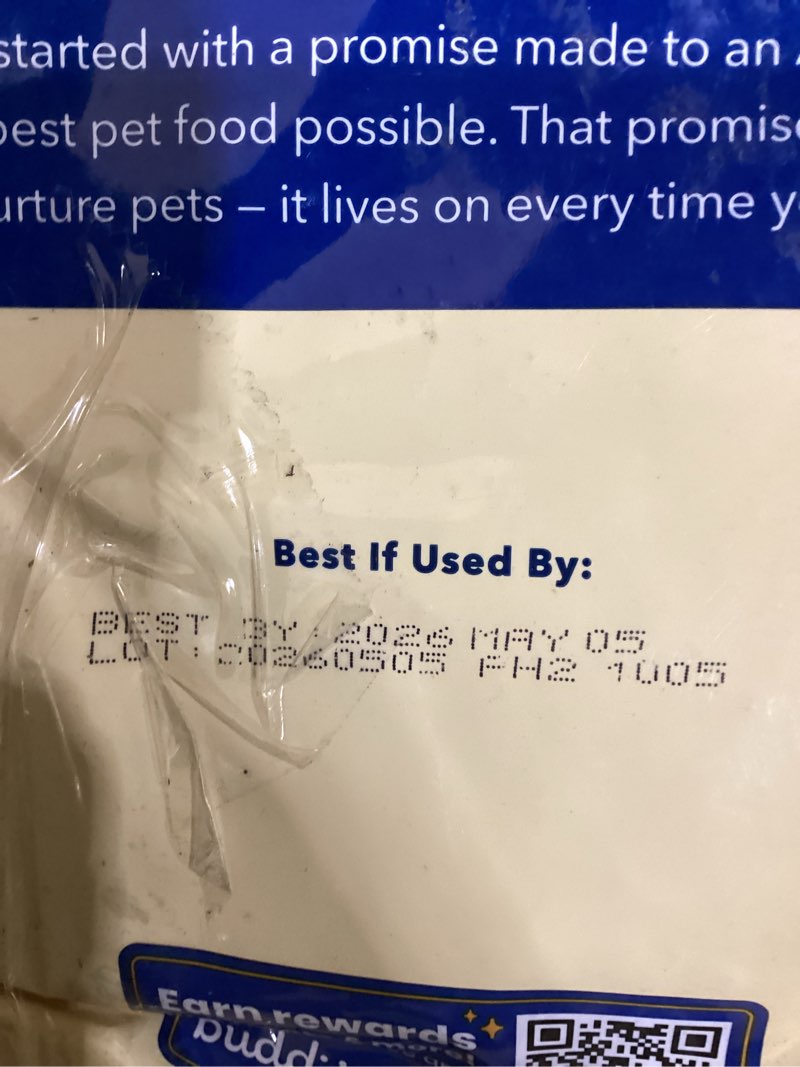 started with a promise made to an
best pet food possible. That promise
urture pets – it lives on every time
Best If Used By:
BEST BY: 2026 MAY 05
LOT: 20260505 FH2 1005
Earn rewards
& more!